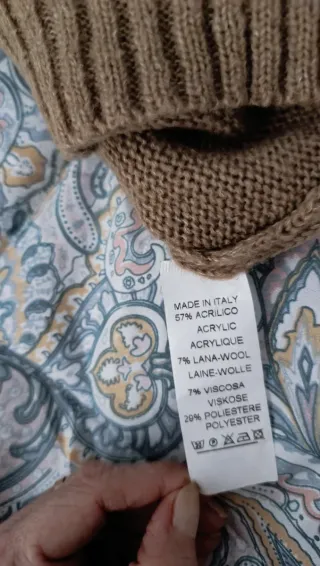 MADE IN ITALY
57% ACRILICO
ACRYLIC
ACRYLIQUE
7% LANA-WOOL
LAINE-WOLLE
7% VISCOSA
VISKOSE
29% POLIESTERE
POLYESTER